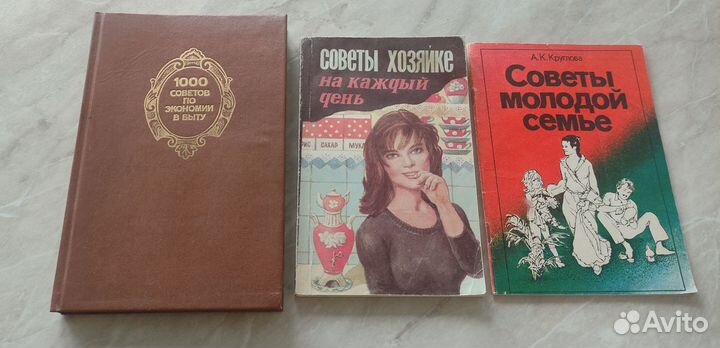 1000
СОВЕТОВ
ПО
ЭКОНОМИИ
В БЫТУ
СОВЕТЫ ХОЗЯЙКЕ
на каждый
день
РИС
САХАР
МУКА
А.К.Круглова
Советы
молодой
семье
Avito